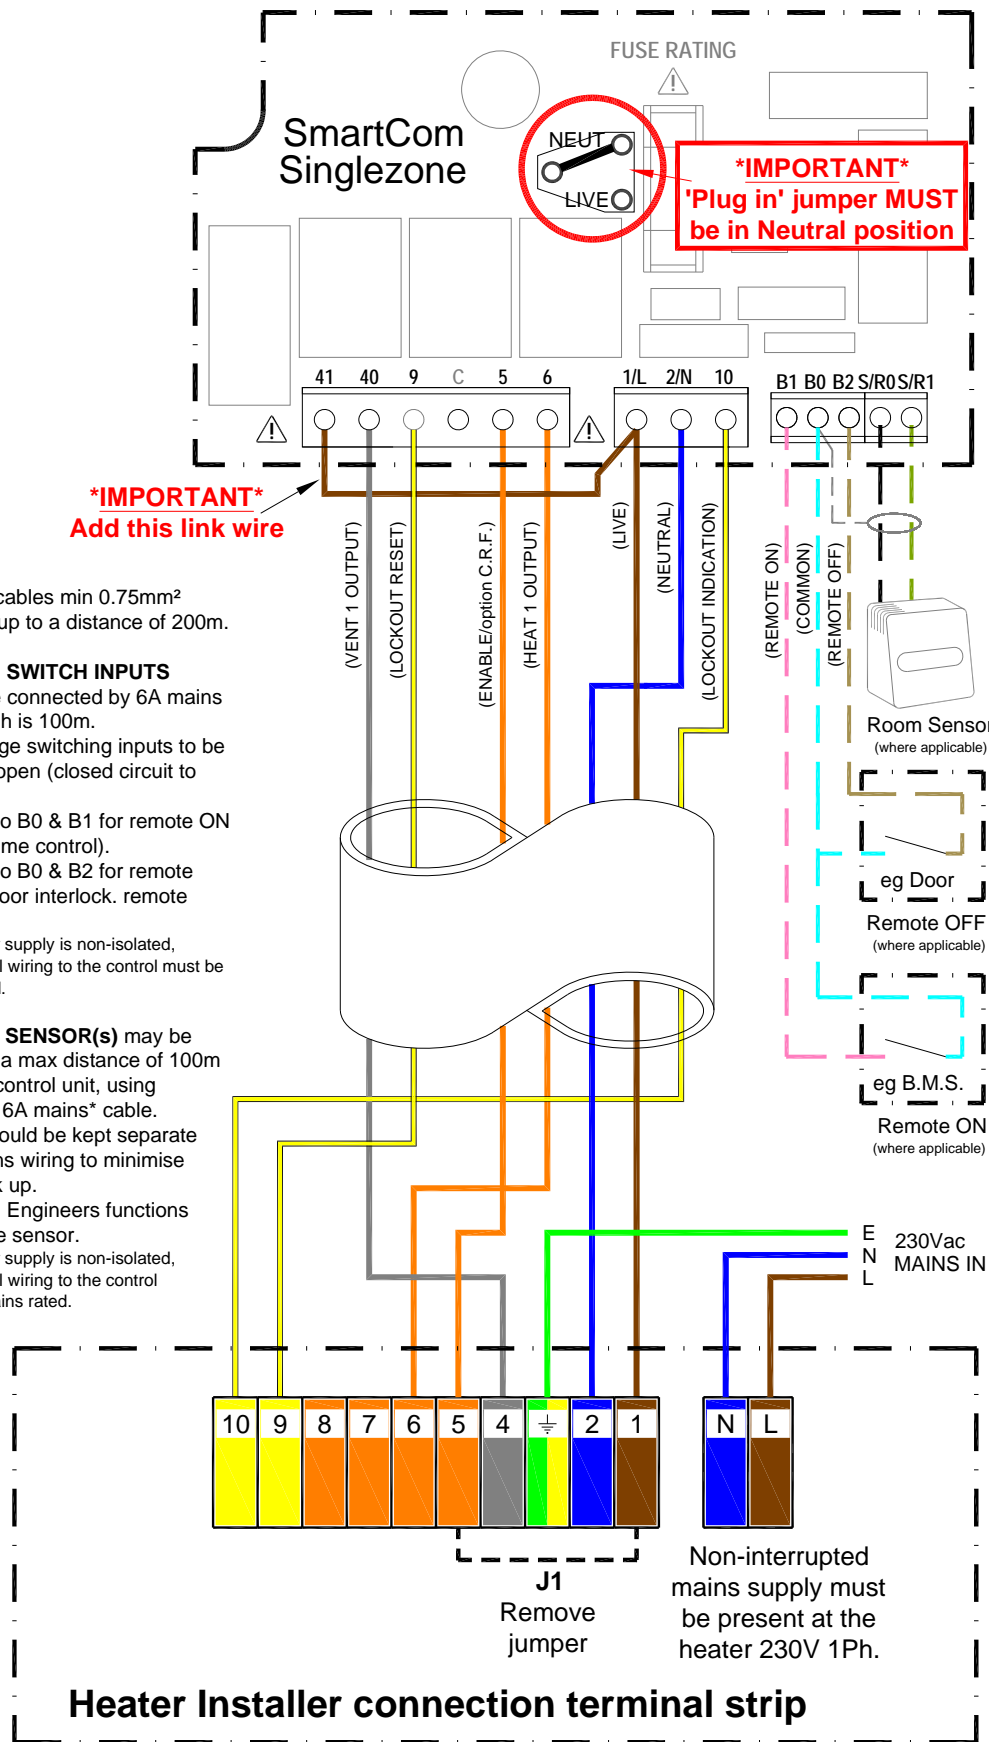 FUSE RATING
SmartCom
Singlezone
NEUT
LIVE
*IMPORTANT*
'Plug in' jumper MUST
be in Neutral position
41 40 9 C 5 6
1/L 2/N 10
B1 B0 B2 S/R0 S/R1
*IMPORTANT*
Add this link wire
(VENT 1 OUTPUT)
(LOCKOUT RESET)
(ENABLE/option C.R.F.)
(HEAT 1 OUTPUT)
(LIVE)
(NEUTRAL)
(LOCKOUT INDICATION)
(REMOTE ON)
(COMMON)
(REMOTE OFF)
cables min 0.75mm²
up to a distance of 200m.
SWITCH INPUTS
e connected by 6A mains
h is 100m.
ge switching inputs to be
open (closed circuit to
o B0 & B1 for remote ON
me control).
o B0 & B2 for remote
oor interlock. remote
r supply is non-isolated,
l wiring to the control must be
d.
SENSOR(s) may be
a max distance of 100m
control unit, using
6A mains* cable.
ould be kept separate
ns wiring to minimise
k up.
Engineers functions
e sensor.
r supply is non-isolated,
l wiring to the control
ains rated.
Room Sensor
(where applicable)
eg Door
Remote OFF
(where applicable)
eg B.M.S.
Remote ON
(where applicable)
E
N
L
230Vac
MAINS IN
10 9 8 7 6 5 4 2 1
N L
J1
Remove
jumper
Non-interrupted
mains supply must
be present at the
heater 230V 1Ph.
Heater Installer connection terminal strip